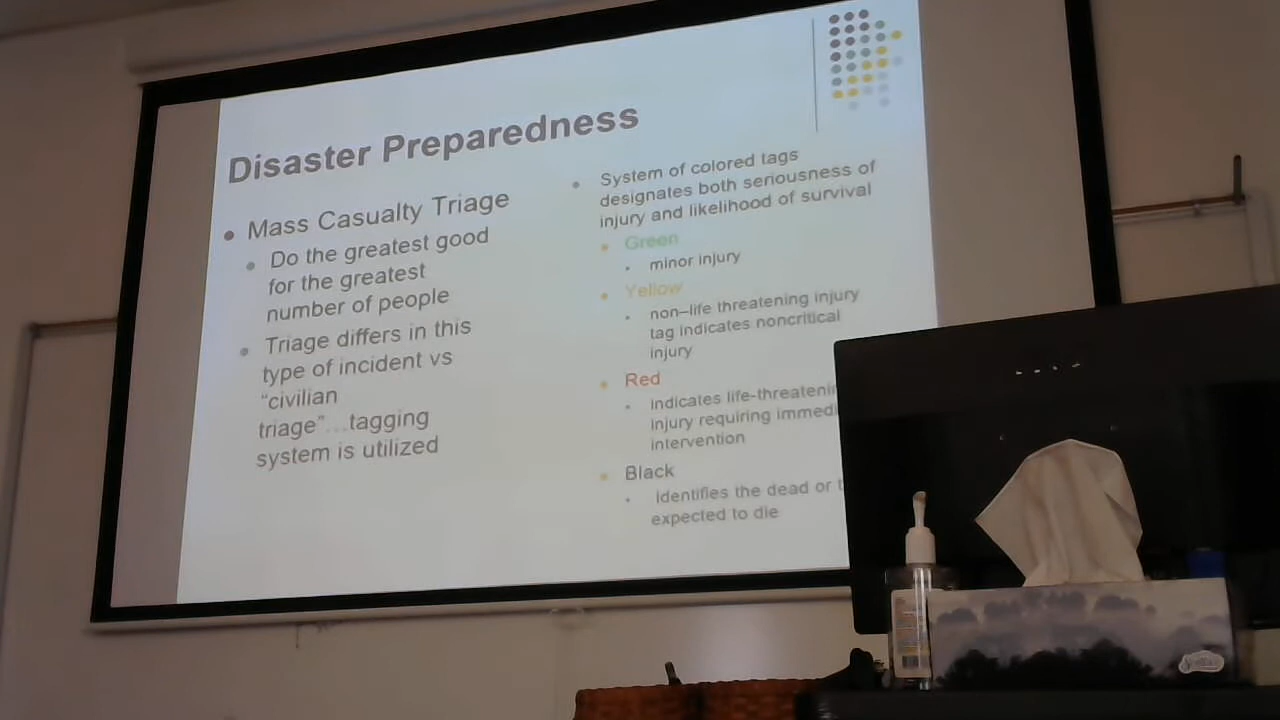 Disaster Preparedness
Mass Casualty Triage
Do the greatest good
for the greatest
number of people
Triage differs in this
type of incident vs
“civilian
triage”…tagging
system is utilized
System of colored tags
designates both seriousness of
injury and likelihood of survival
Green
minor injury
Yellow
non–life threatening injury
tag indicates noncritical
injury
Red
indicates life-threatenin
injury requiring immedi
intervention
Black
Identifies the dead or t
expected to die